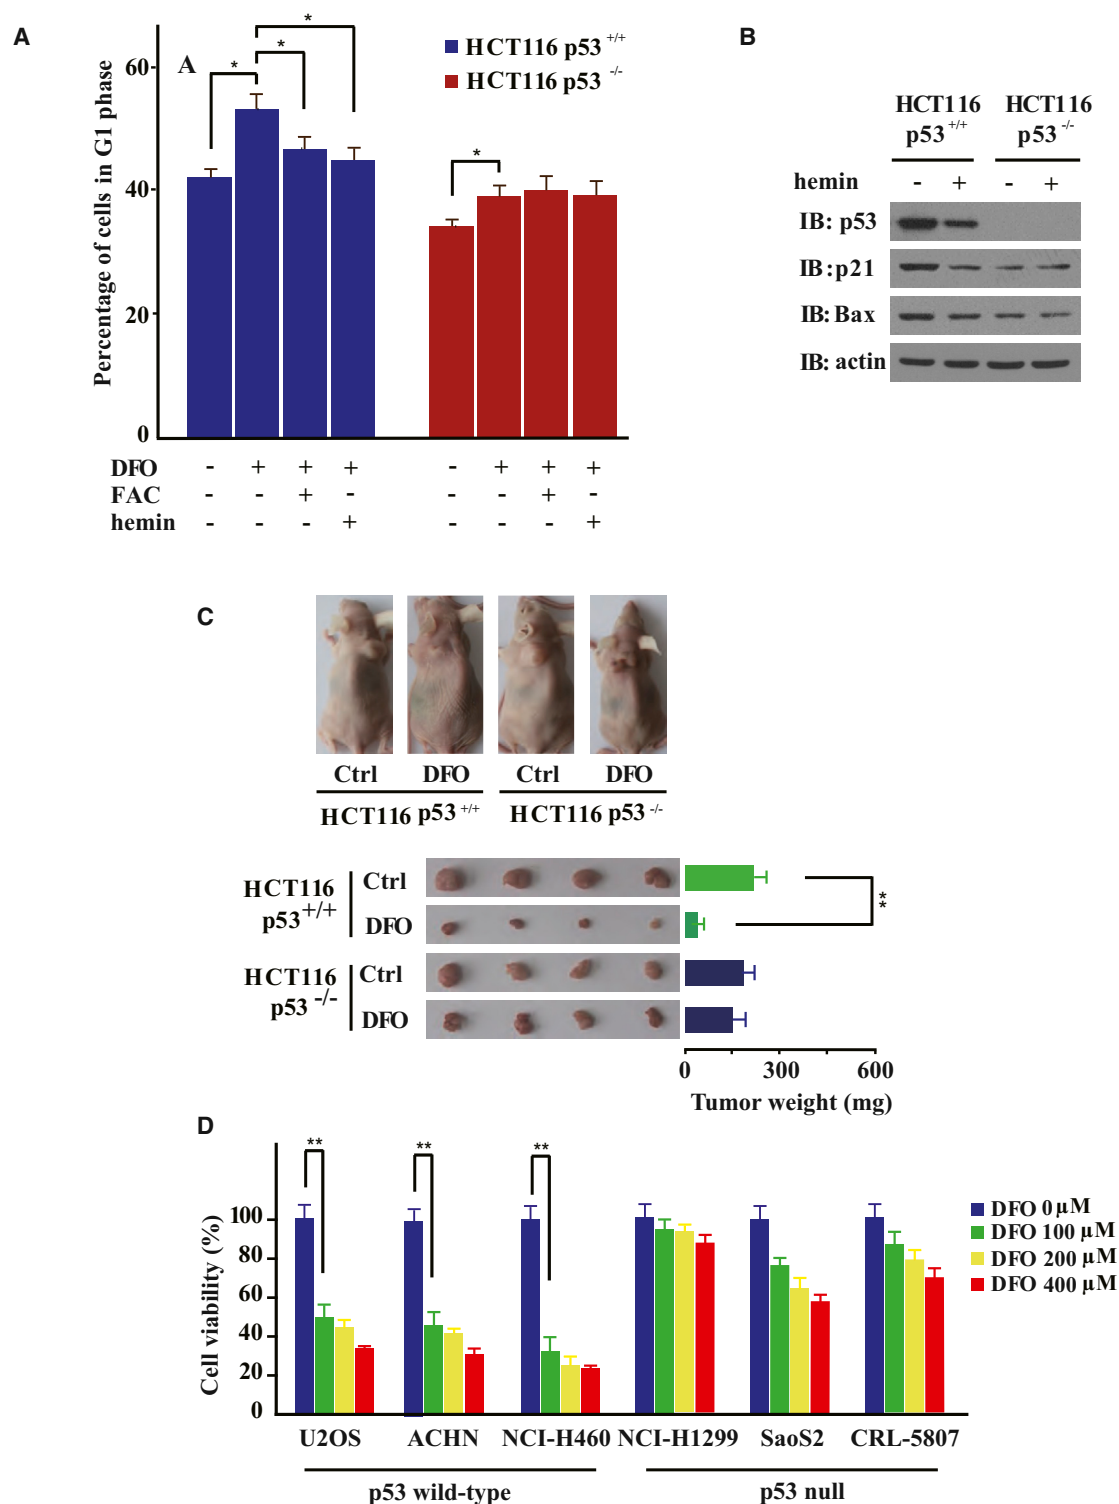 A
A
HCT116 p53 +/+
HCT116 p53 -/-
Percentage of cells in G1 phase
60
40
20
0
* * * *
DFO - + + + - + + +
FAC - - + - - - + -
hemin - - - + - - - +
B
HCT116 p53 +/+
HCT116 p53 -/-
hemin - + - +
IB: p53
IB:p21
IB: Bax
IB: actin
C
Ctrl DFO Ctrl DFO
HCT116 p53 +/+ HCT116 p53 -/-
HCT116 p53+/+
Ctrl
DFO
HCT116 p53 -/-
Ctrl
DFO
**
0 300 600
Tumor weight (mg)
D
** ** **
Cell viability (%)
100
80
60
40
20
0
DFO 0 µM
DFO 100 µM
DFO 200 µM
DFO 400 µM
U2OS ACHN NCI-H460 NCI-H1299 SaoS2 CRL-5807
p53 wild-type p53 null